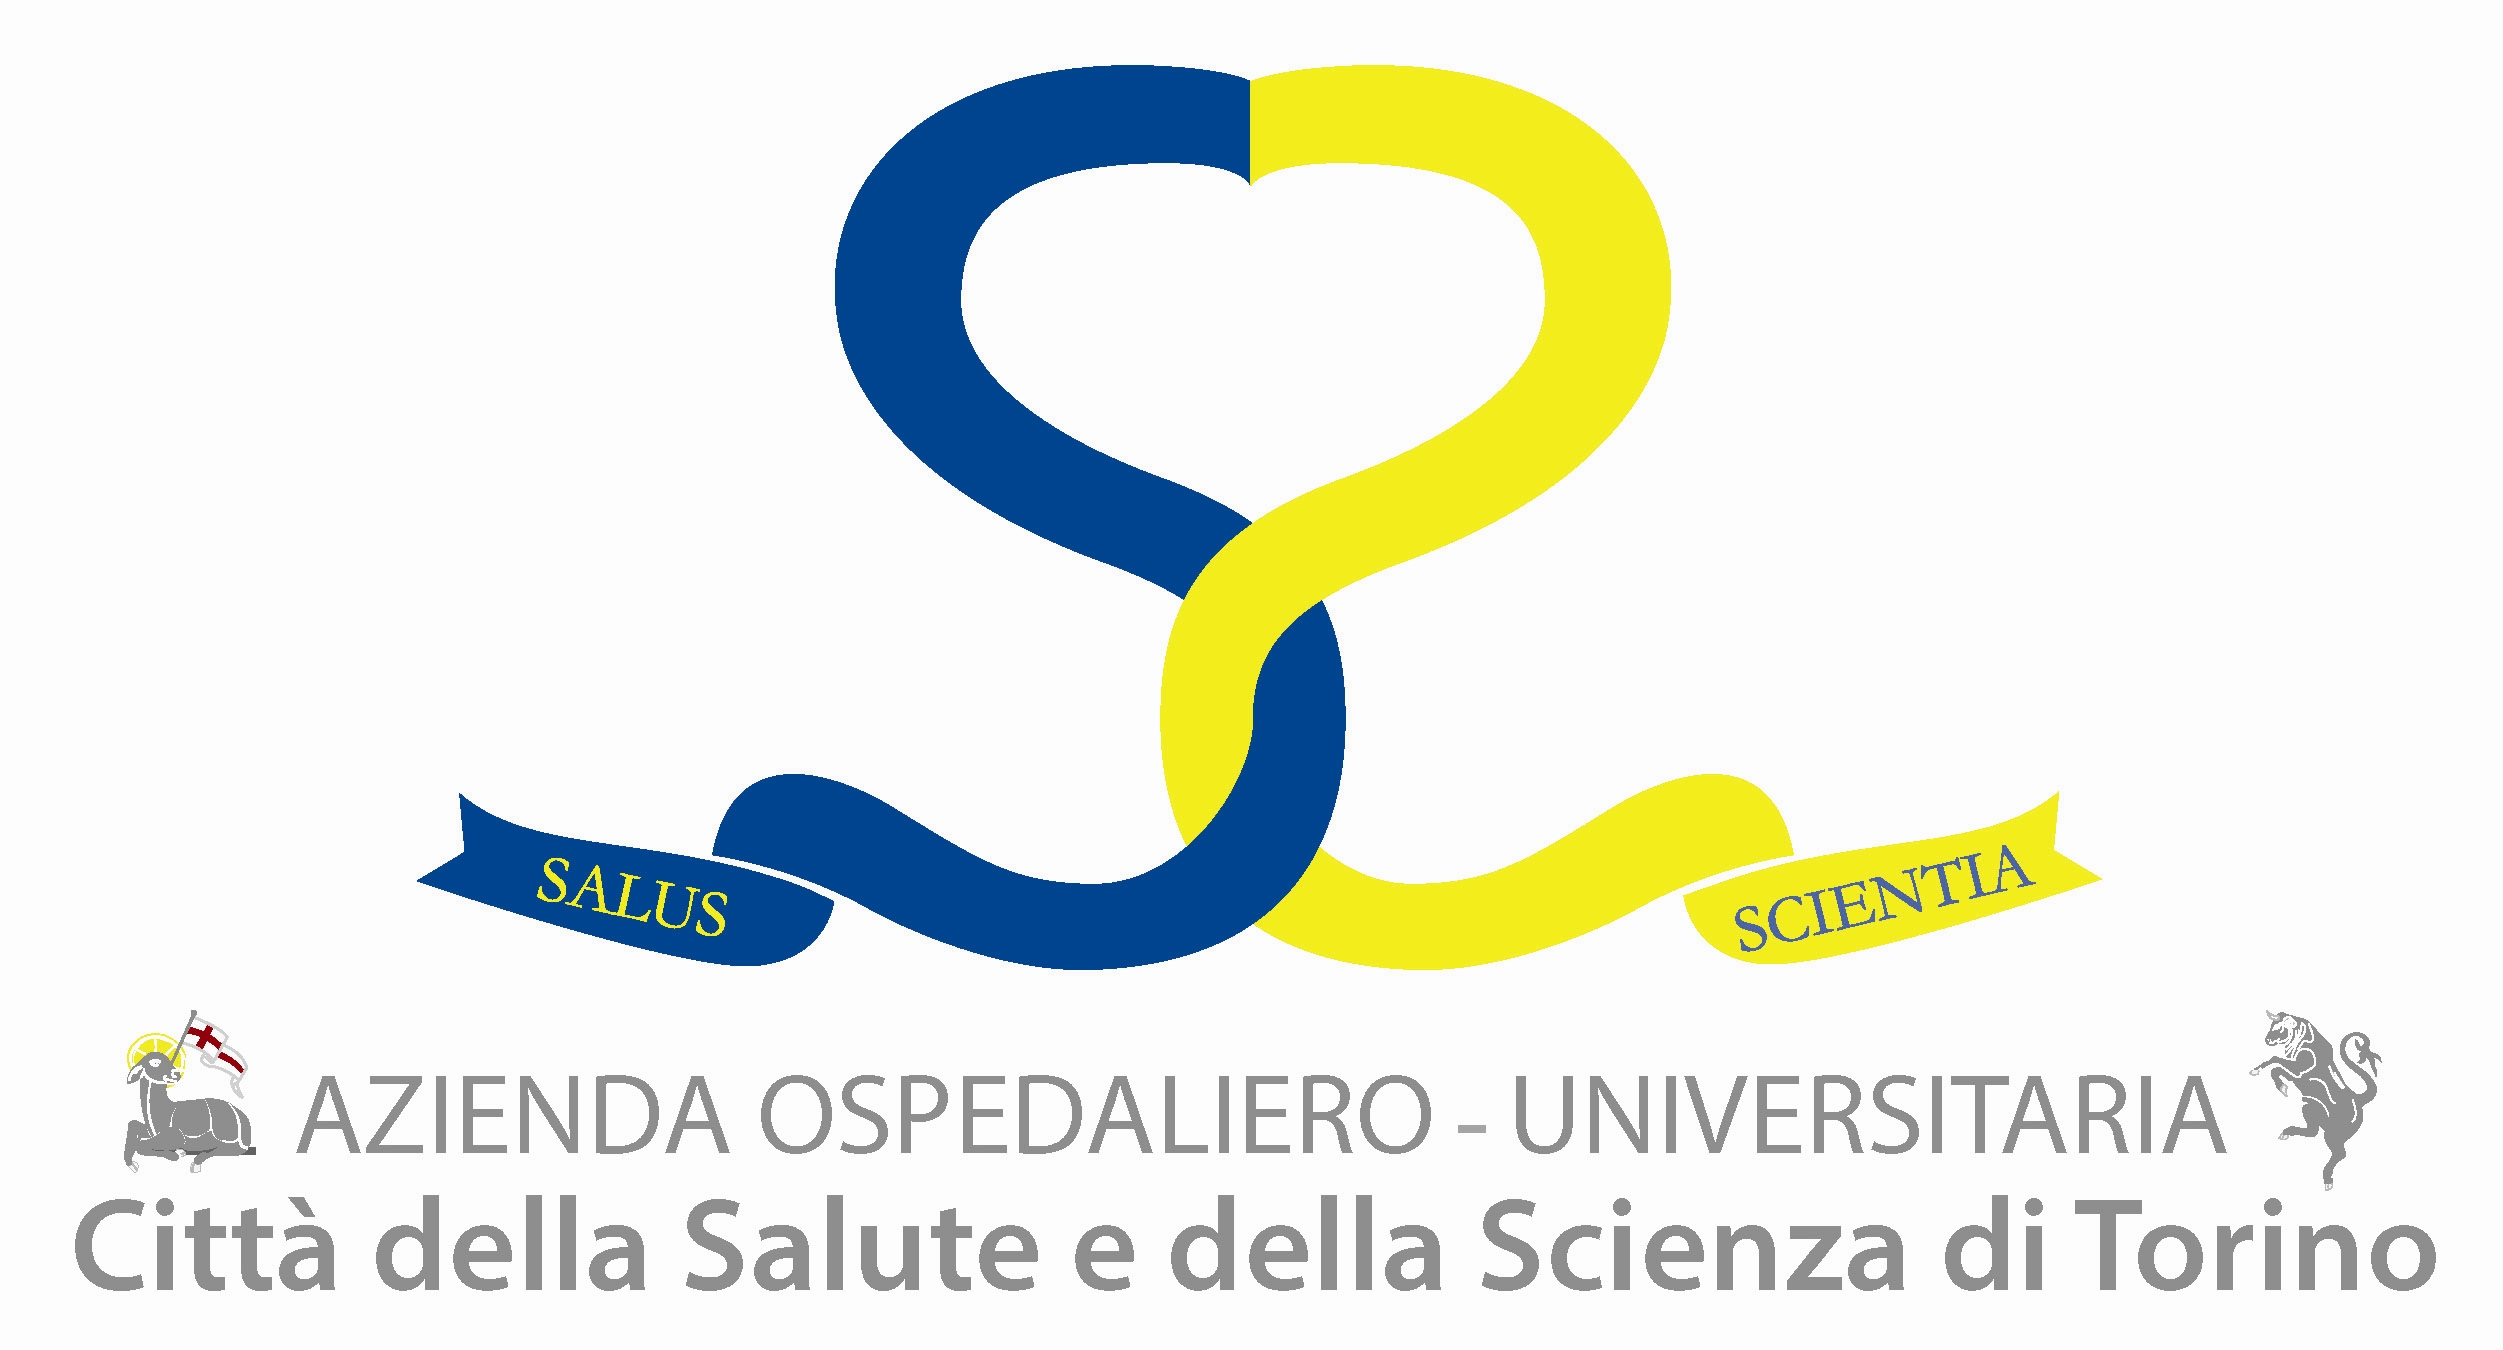 SALUS
SCIENTIA
AZIENDA OSPEDALIERO - UNIVERSITARIA
Città della Salute e della Scienza di Torino